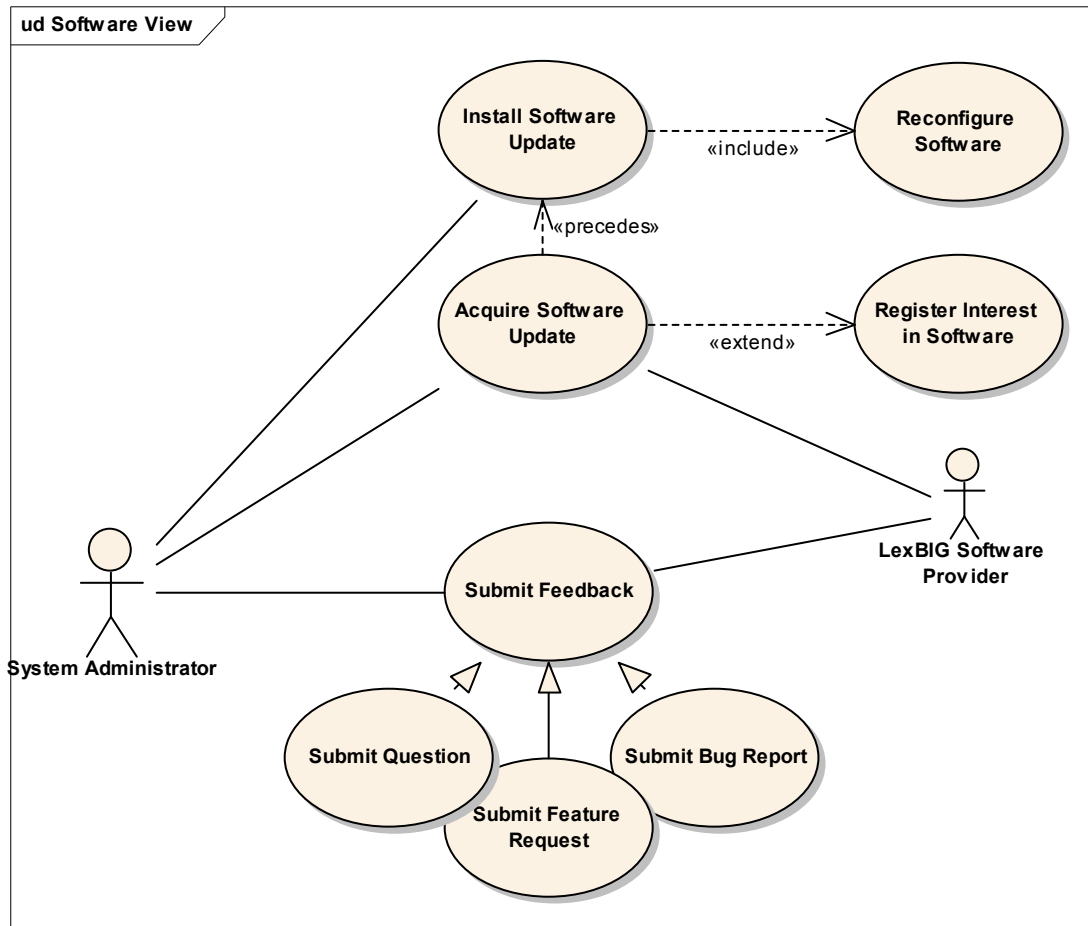 ud Software View
Install Software
Update
«include»
Reconfigure
Software
«precedes»
Acquire Software
Update
«extend»
Register Interest
in Software
LexBIG Software
Provider
Submit Feedback
System Administrator
Submit Question
Submit Bug Report
Submit Feature
Request